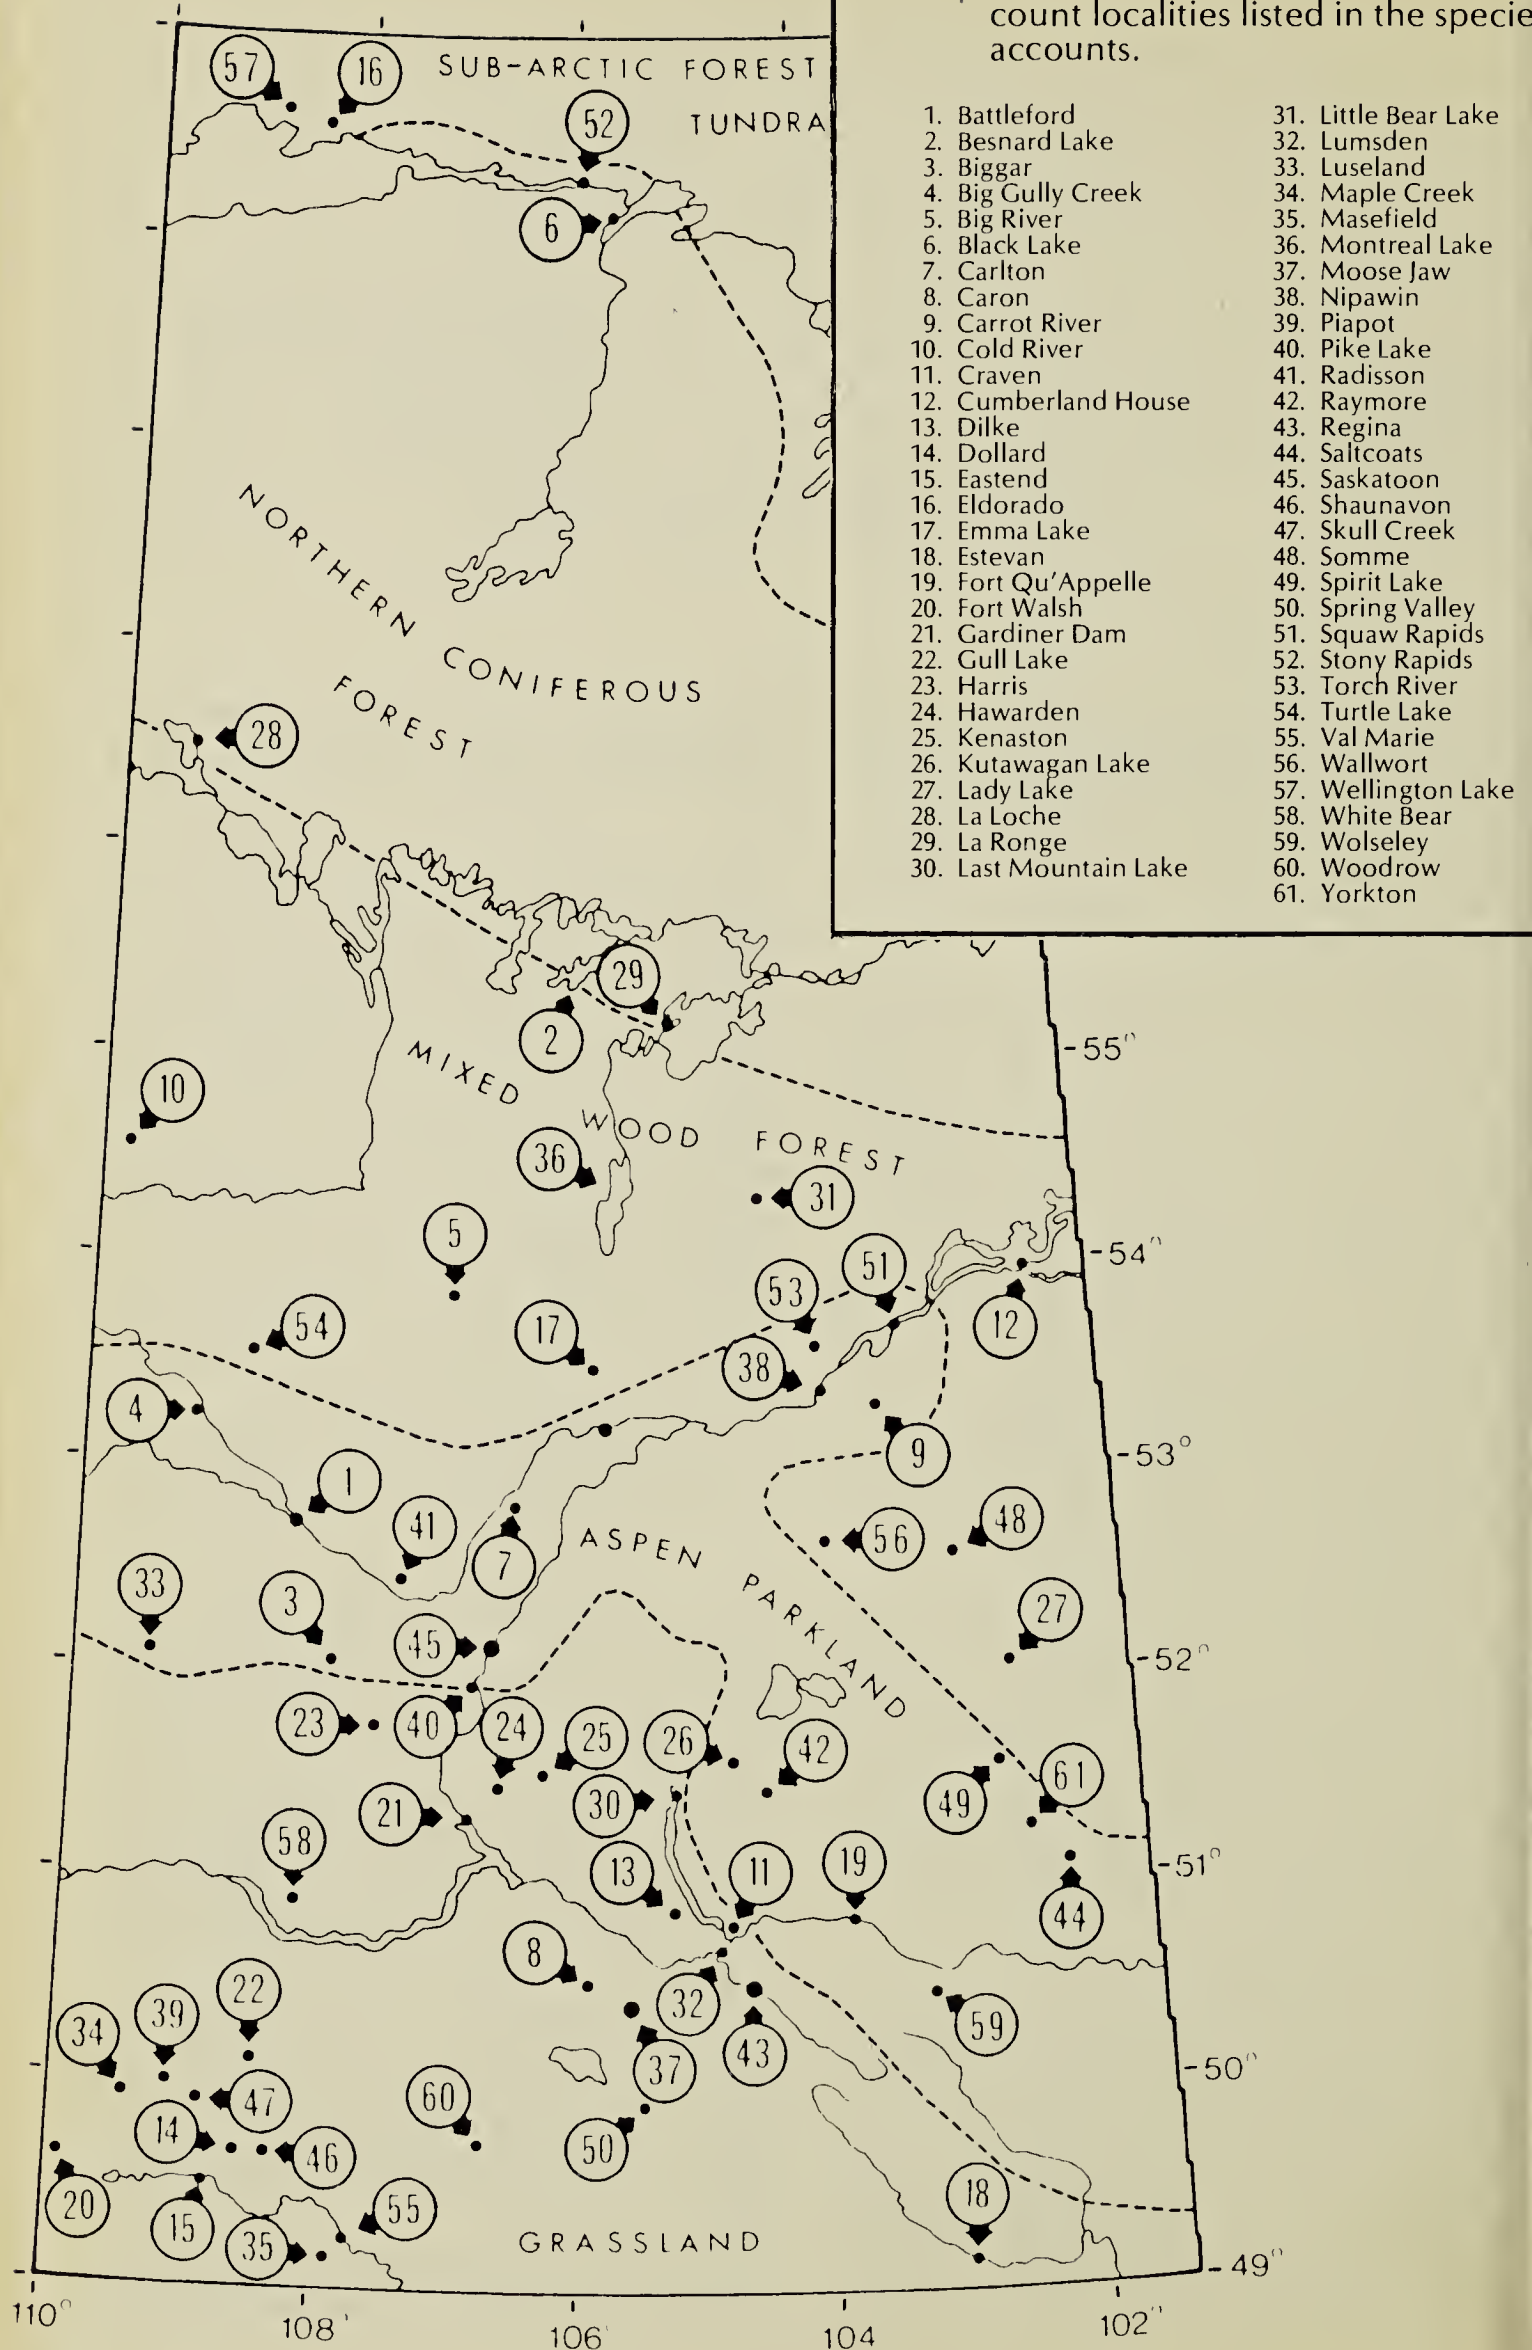 count localities listed in the specie
accounts.
1. Battleford
2. Besnard Lake
3. Biggar
4. Big Gully Creek
5. Big River
6. Black Lake
7. Carlton
8. Caron
9. Carrot River
10. Cold River
11. Craven
12. Cumberland House
13. Dilke
14. Dollard
15. Eastend
16. Eldorado
17. Emma Lake
18. Estevan
19. Fort Qu'Appelle
20. Fort Walsh
21. Gardiner Dam
22. Gull Lake
23. Harris
24. Hawarden
25. Kenaston
26. Kutawagan Lake
27. Lady Lake
28. La Loche
29. La Ronge
30. Last Mountain Lake
31. Little Bear Lake
32. Lumsden
33. Luseland
34. Maple Creek
35. Masefield
36. Montreal Lake
37. Moose Jaw
38. Nipawin
39. Piapot
40. Pike Lake
41. Radisson
42. Raymore
43. Regina
44. Saltcoats
45. Saskatoon
46. Shaunavon
47. Skull Creek
48. Somme
49. Spirit Lake
50. Spring Valley
51. Squaw Rapids
52. Stony Rapids
53. Torch River
54. Turtle Lake
55. Val Marie
56. Wallwort
57. Wellington Lake
58. White Bear
59. Wolseley
60. Woodrow
61. Yorkton
SUB-ARCTIC FOREST
TUNDRA
57
16
52
6
NORTHERN
CONIFEROUS
FOREST
28
29
2
MIXED
WOOD FOREST
10
36
31
5
51
53
54
17
12
38
4
9
1
41
7
ASPEN
PARKLAND
56
48
33
3
45
27
23
40
24
25
26
42
61
30
49
21
58
13
11
19
44
8
22
32
39
34
59
43
37
60
47
14
46
50
20
15
55
18
35
GRASSLAND
55°
54°
53°
52°
51°
50°
49°
110°
108
106
104
102°